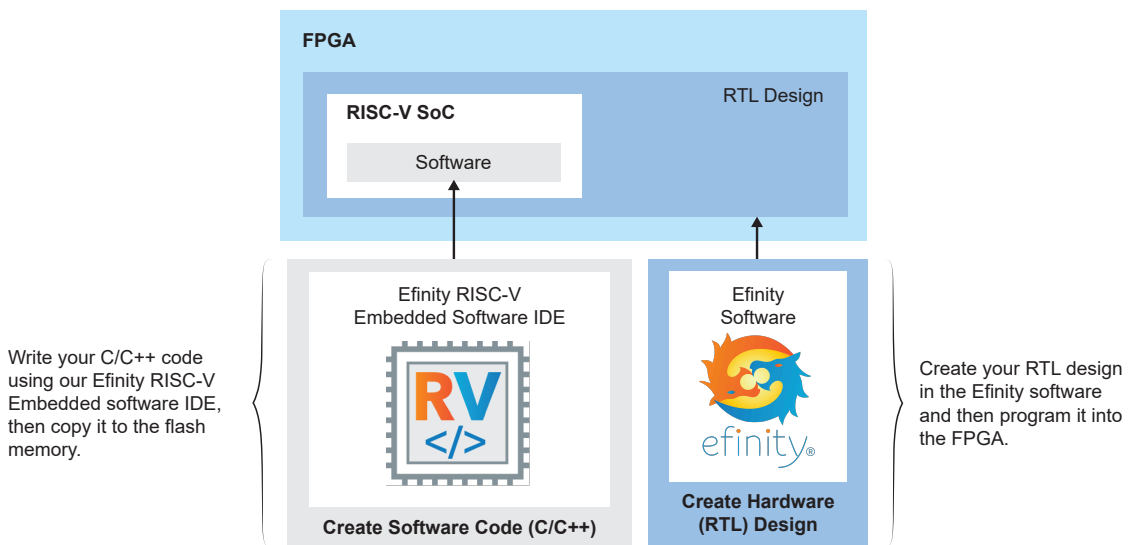 FPGA
RTL Design
RISC-V SoC
Software
Efinity RISC-V
Embedded Software IDE
RV
</>
Create Software Code (C/C++)
Efinity
Software
efinity®
Create Hardware
(RTL) Design
Write your C/C++ code
using our Efinity RISC-V
Embedded software IDE,
then copy it to the flash
memory.
Create your RTL design
in the Efinity software
and then program it into
the FPGA.